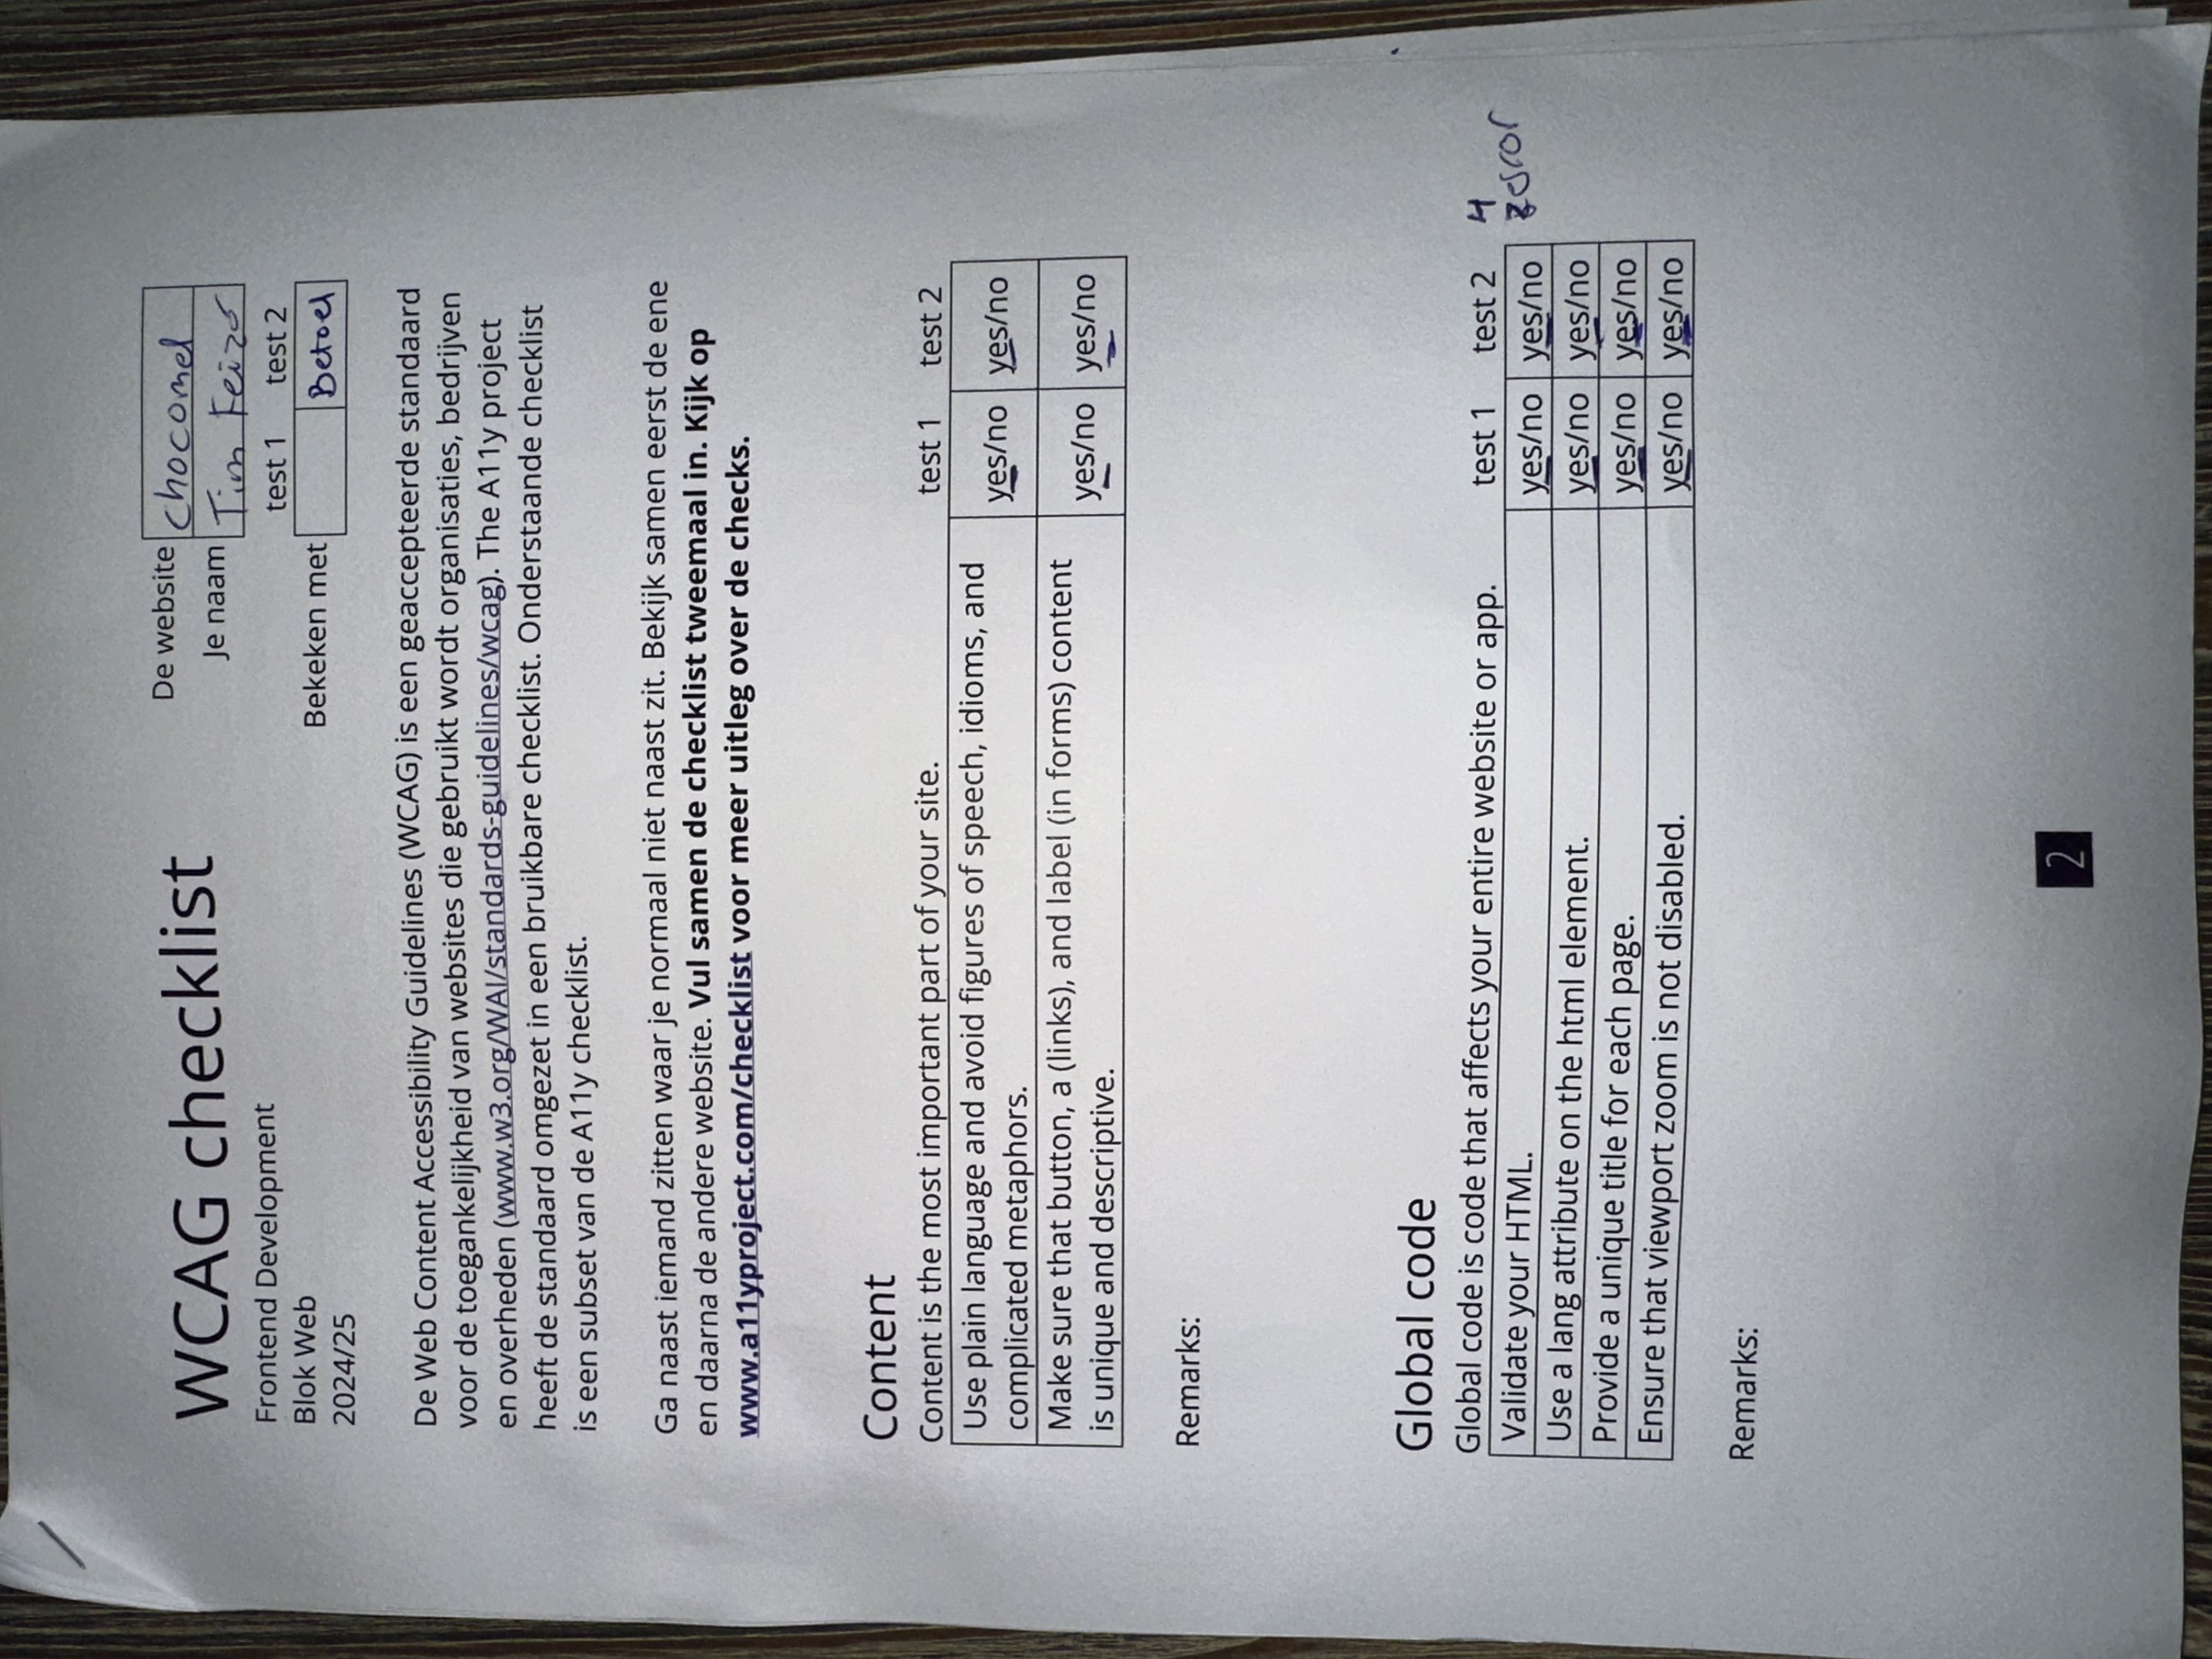 WCAG checklist
Frontend Development
Blok Web
2024/25
De website chocomel
Je naam Tim
test 1 test 2
Bekeken met Betoel
De Web Content Accessibility Guidelines (WCAG) is een geaccepteerde standaard
voor de toegankelijkheid van websites die gebruikt wordt organisaties, bedrijven
en overheden (www.w3.org/WAI/standards-guidelines/wcag). The A11y project
heeft de standaard omgezet in een bruikbare checklist. Onderstaande checklist
is een subset van de A11y checklist.
Ga naast iemand zitten waar je normaal niet naast zit. Bekijk samen eerst de ene
en daarna de andere website. Vul samen de checklist tweemaal in. Kijk op
www.a11yproject.com/checklist voor meer uitleg over de checks.
Content
Content is the most important part of your site. test 1 test 2
Use plain language and avoid figures of speech, idioms, and
complicated metaphors. yes/no yes/no
Make sure that button, a (links), and label (in forms) content
is unique and descriptive. yes/no yes/no
Remarks:
Global code
Global code is code that affects your entire website or app. test 1 test 2 4
Validate your HTML. yes/no yes/no
Use a lang attribute on the html element. yes/no yes/no
Provide a unique title for each page. yes/no yes/no
Ensure that viewport zoom is not disabled. yes/no yes/no
Remarks:
2